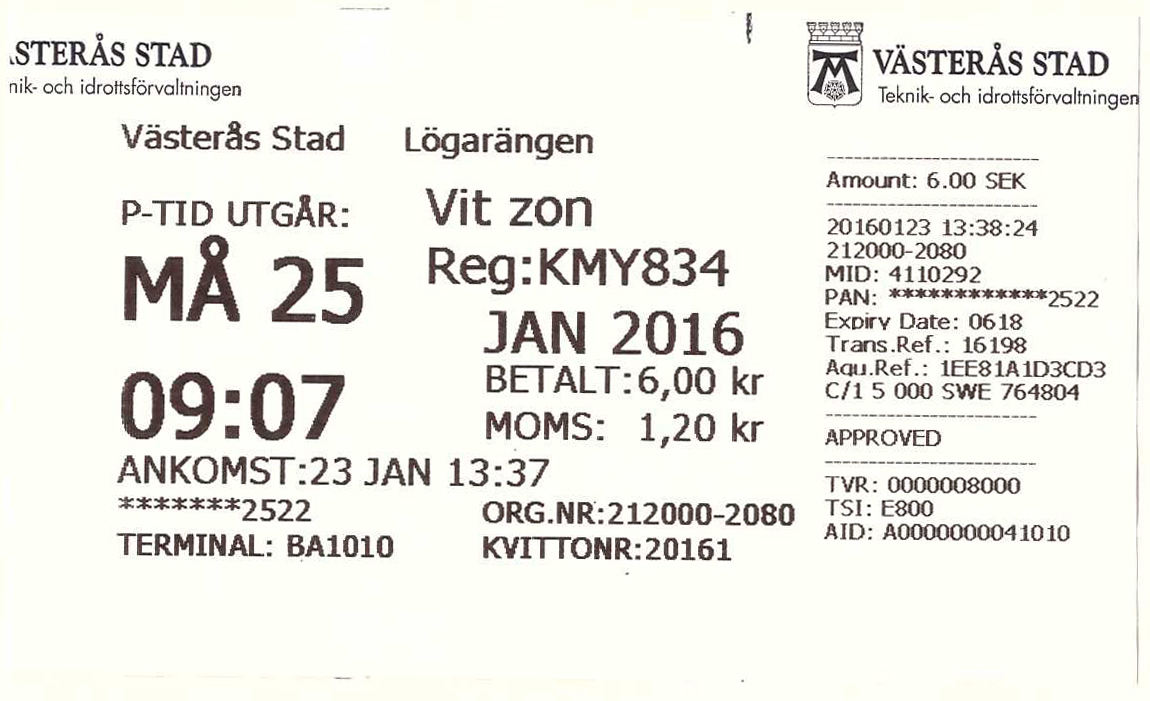 STERÅS STAD
nik- och idrottsförvaltningen
Västerås Stad Lögarängen
P-TID UTGÅR: Vit zon
MÅ 25 Reg:KMY834
JAN 2016
09:07 BETALT:6,00 kr
MOMS: 1,20 kr
ANKOMST:23 JAN 13:37
*******2522 ORG.NR:212000-2080
TERMINAL: BA1010 KVITTONR:20161
VÄSTERÅS STAD
Teknik- och idrottsförvaltningen
------------------------
Amount: 6.00 SEK
------------------------
20160123 13:38:24
212000-2080
MID: 4110292
PAN: ************2522
Expiry Date: 0618
Trans.Ref.: 16198
Aqu.Ref.: 1EE81A1D3CD3
C/1 5 000 SWE 764804
------------------------
APPROVED
------------------------
TVR: 0000008000
TSI: E800
AID: A0000000041010